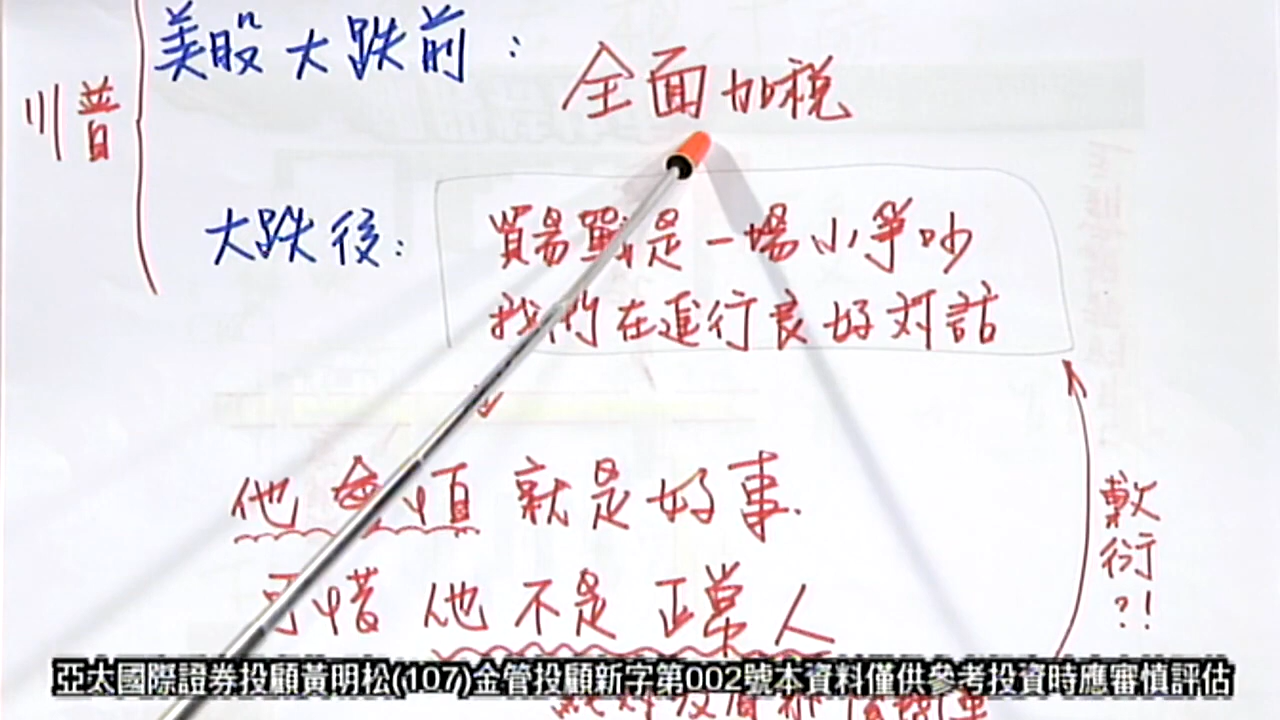 川普
美股大跌前：
全面加稅
大跌後：
貿易戰是一場小爭吵
我們在進行良好對話
他會怕 就是好事.
可惜 他 不是 正常人
軟
衍
?!
亞太國際證券投顧黃明松(107)金管投顧新字第002號本資料僅供參考投資時應審慎評估